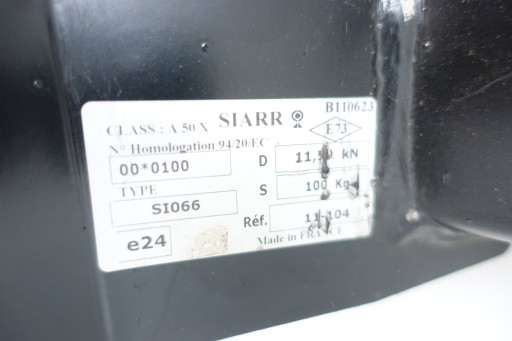 B110623
CLASS : A 50 X SIARR E73
N° Homologation 94/20/EC
00*0100 D kN
TYPE S 100 Kg
SI066 Réf.
e24 Made in FRANCE